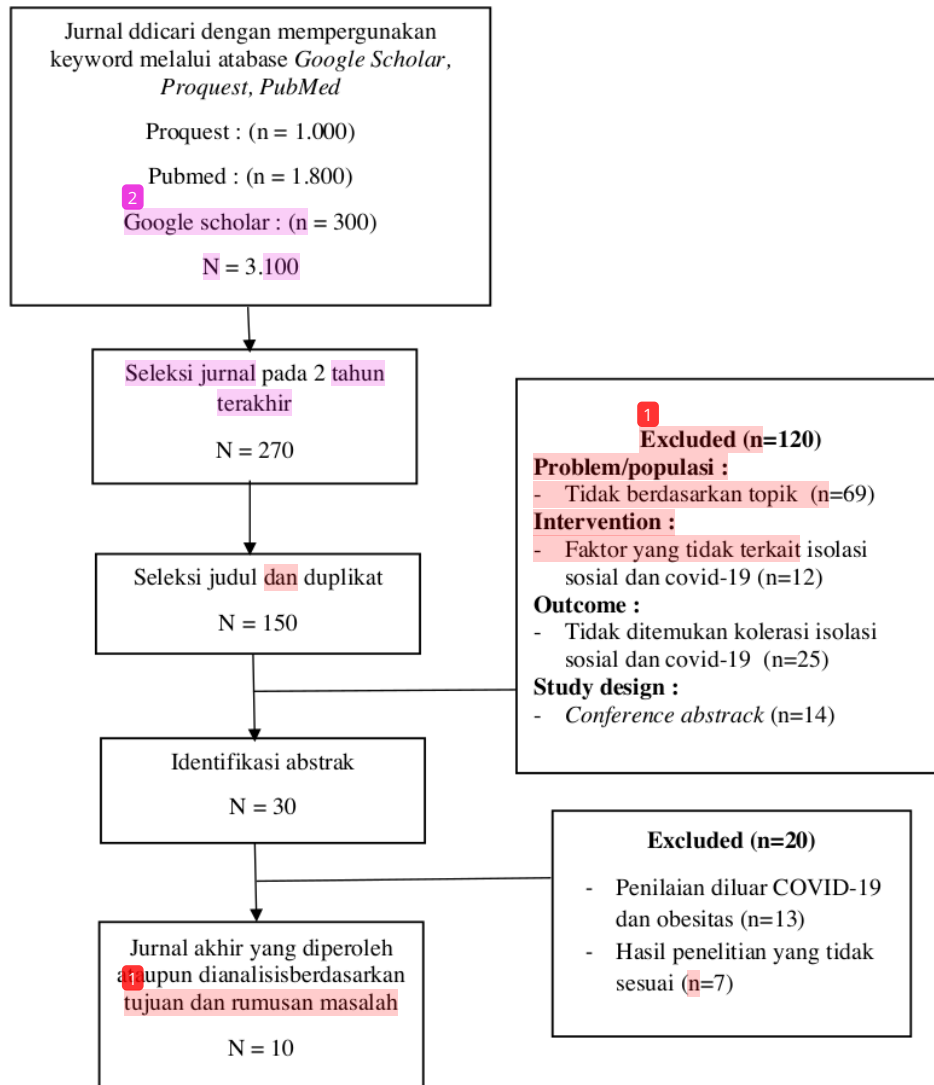 Jurnal ddicari dengan mempergunakan
keyword melalui atabase Google Scholar,
Proquest, PubMed
Proquest : (n = 1.000)
Pubmed : (n = 1.800)
2
Google scholar : (n = 300)
N = 3.100
Seleksi jurnal pada 2 tahun
terakhir
N = 270
Seleksi judul dan duplikat
N = 150
1
Excluded (n=120)
Problem/populasi :
- Tidak berdasarkan topik (n=69)
Intervention :
- Faktor yang tidak terkait isolasi
sosial dan covid-19 (n=12)
Outcome :
- Tidak ditemukan kolerasi isolasi
sosial dan covid-19 (n=25)
Study design :
- Conference abstrack (n=14)
Identifikasi abstrak
N = 30
Excluded (n=20)
- Penilaian diluar COVID-19
dan obesitas (n=13)
- Hasil penelitian yang tidak
sesuai (n=7)
Jurnal akhir yang diperoleh
ataupun dianalisisberdasarkan
1
tujuan dan rumusan masalah
N = 10